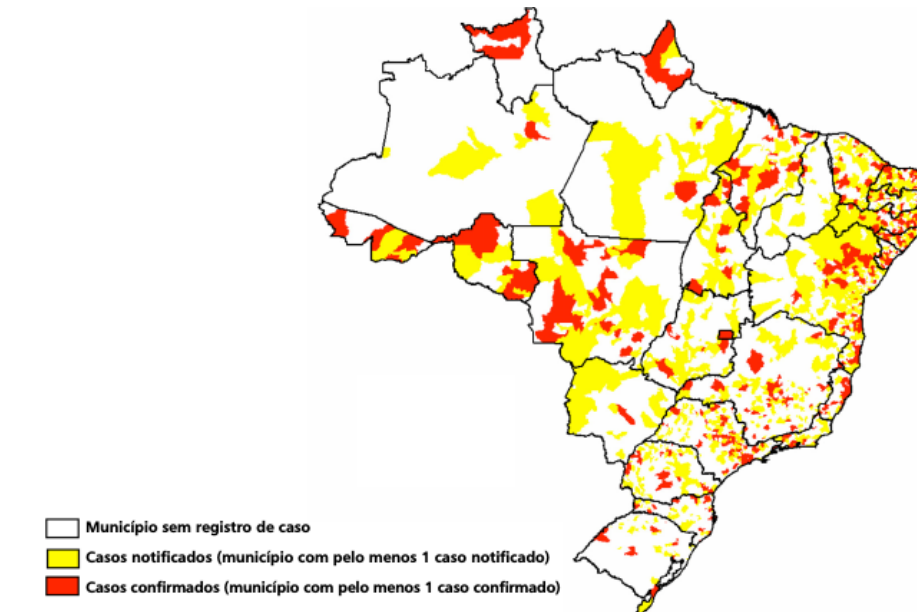 Município sem registro de caso
Casos notificados (município com pelo menos 1 caso notificado)
Casos confirmados (município com pelo menos 1 caso confirmado)